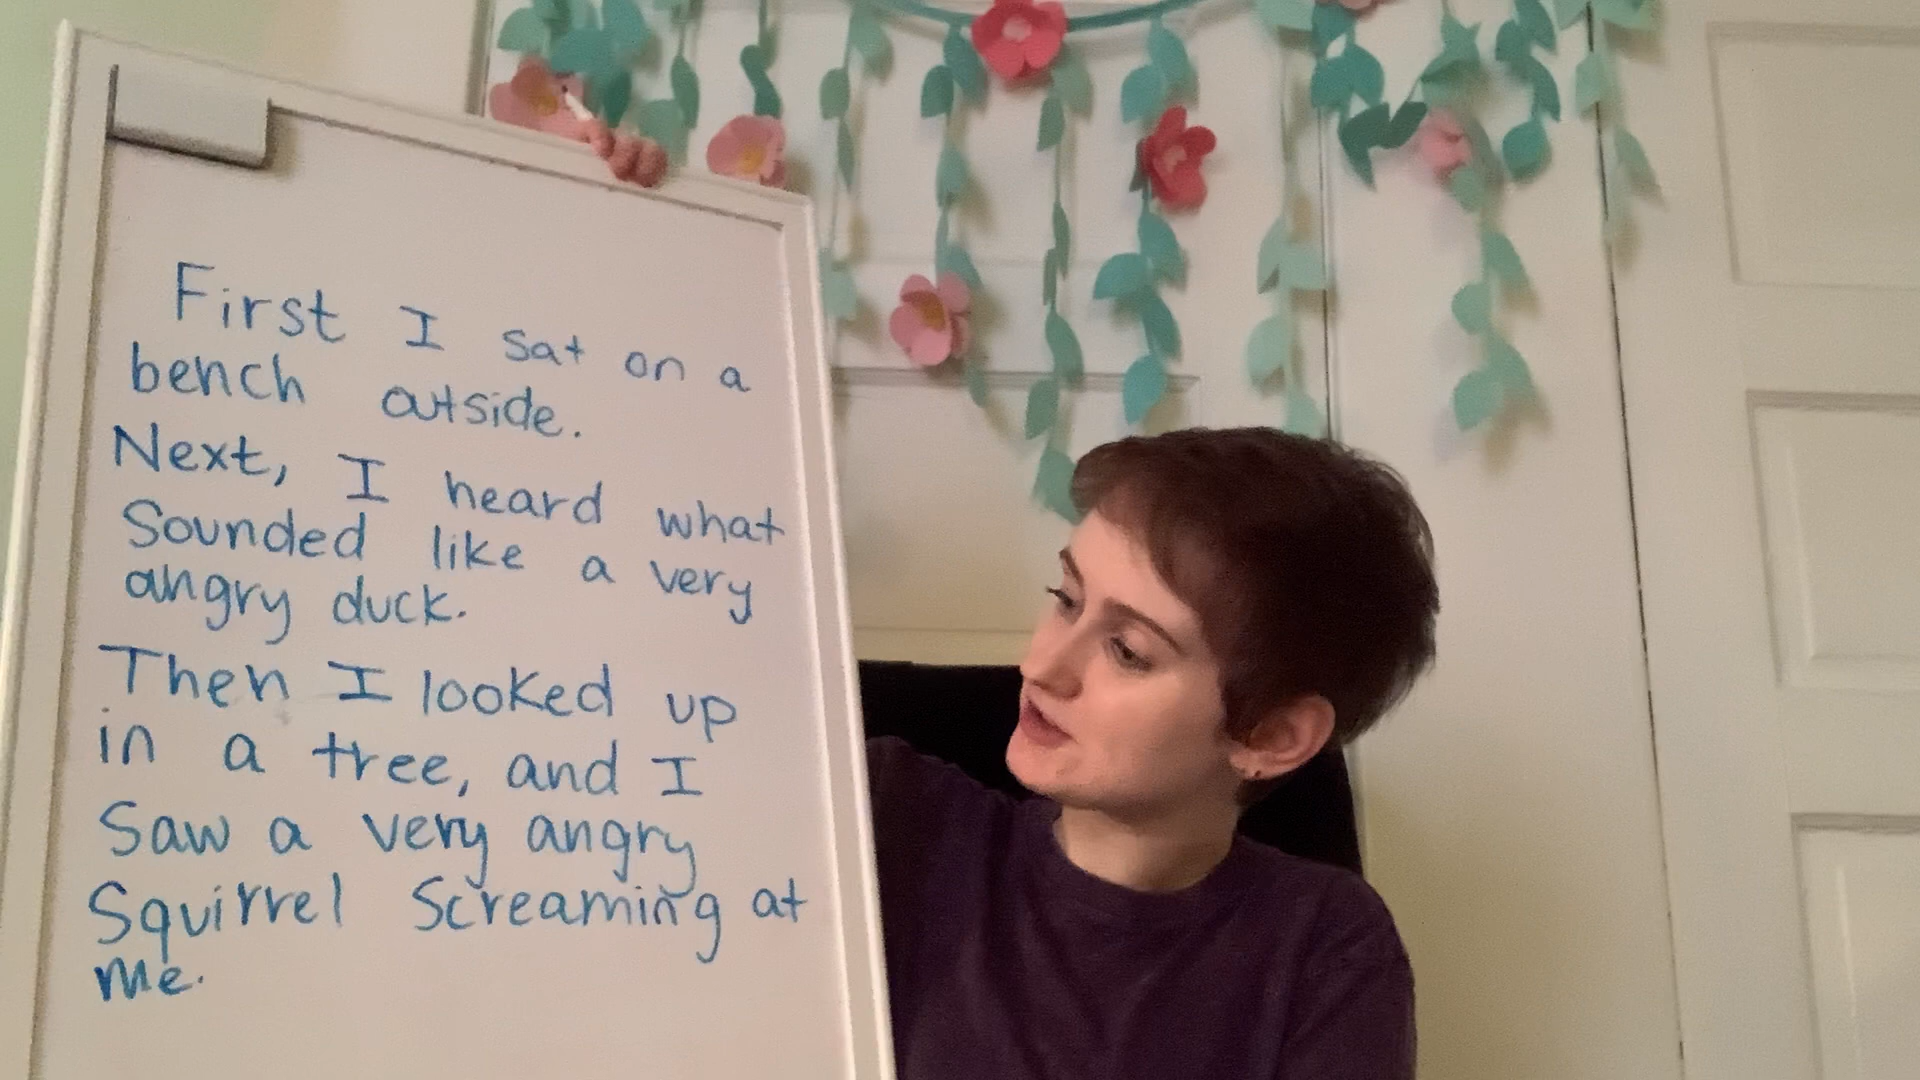 First I sat on a
bench outside.
Next, I heard what
Sounded like a very
angry duck.
Then I looked up
in a tree, and I
Saw a very angry
Squirrel Screaming at
me.